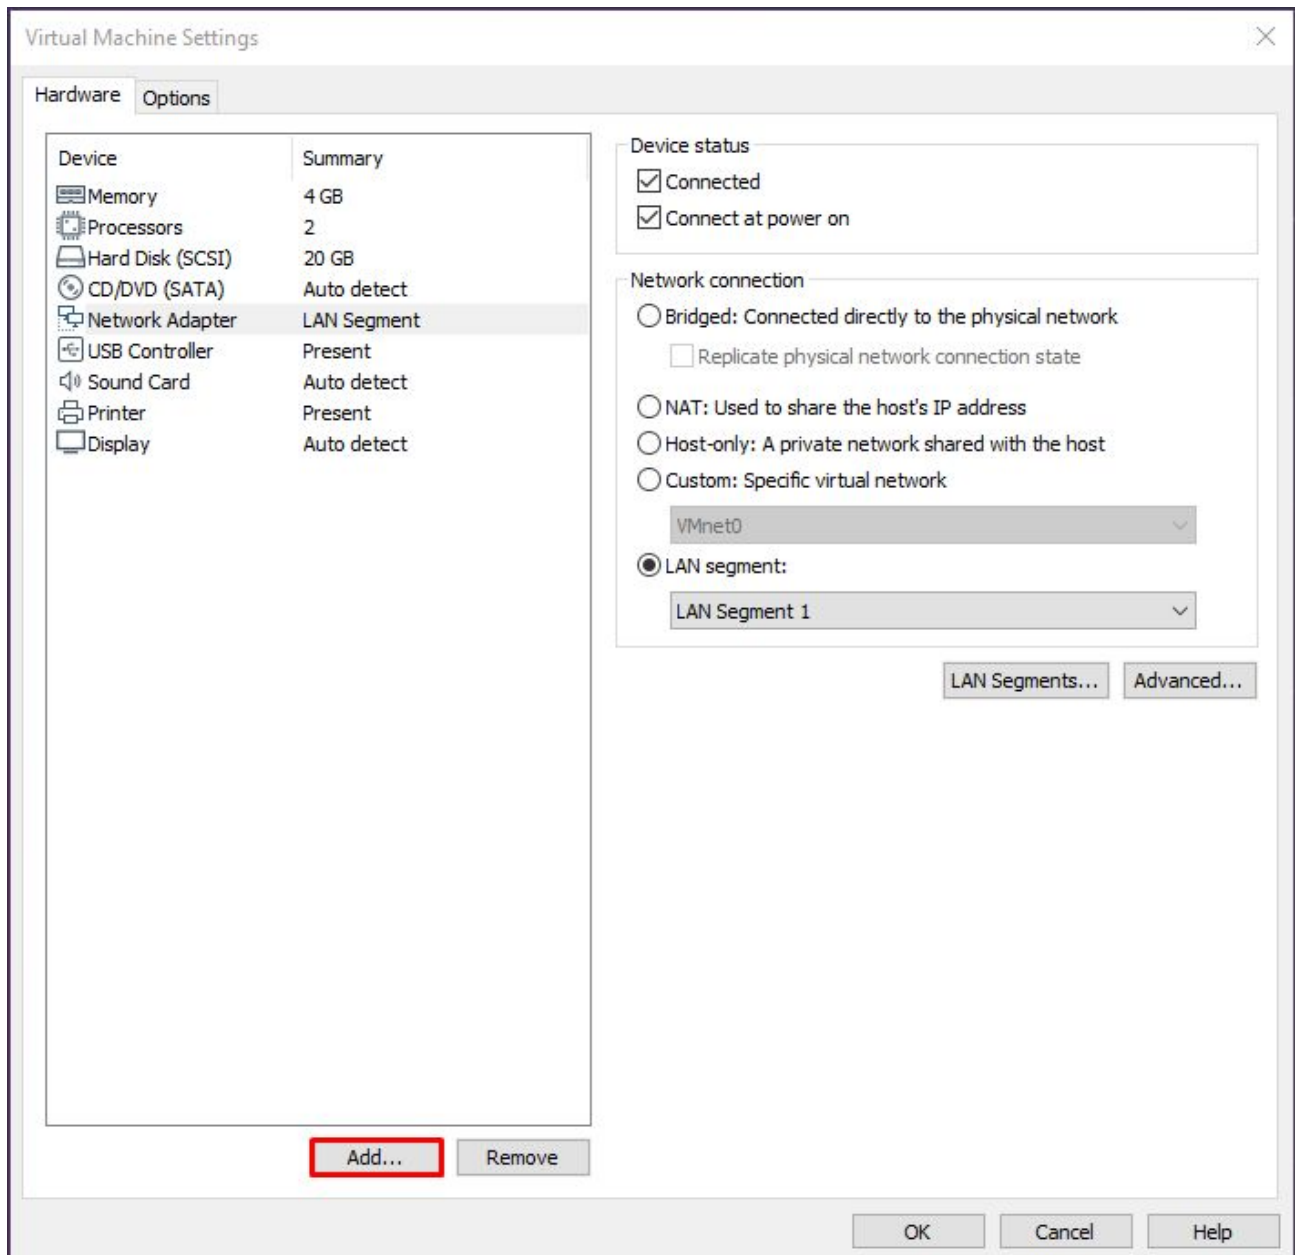 Virtual Machine Settings
Hardware
Options
Device Summary
Memory 4 GB
Processors 2
Hard Disk (SCSI) 20 GB
CD/DVD (SATA) Auto detect
Network Adapter LAN Segment
USB Controller Present
Sound Card Auto detect
Printer Present
Display Auto detect
Add...
Remove
Device status
Connected
Connect at power on
Network connection
Bridged: Connected directly to the physical network
Replicate physical network connection state
NAT: Used to share the host's IP address
Host-only: A private network shared with the host
Custom: Specific virtual network
VMnet0
LAN segment:
LAN Segment 1
LAN Segments...
Advanced...
OK
Cancel
Help